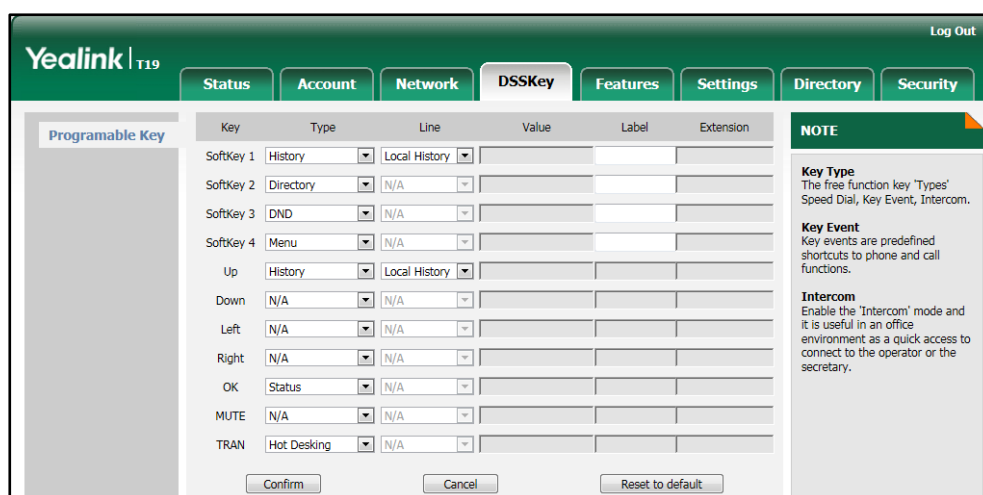 Log Out
Yealink | T19
Status Account Network DSSKey Features Settings Directory Security
Programable Key
Key Type Line Value Label Extension
SoftKey 1 History Local History
SoftKey 2 Directory N/A
SoftKey 3 DND N/A
SoftKey 4 Menu N/A
Up History Local History
Down N/A N/A
Left N/A N/A
Right N/A N/A
OK Status N/A
MUTE N/A N/A
TRAN Hot Desking N/A
Confirm Cancel Reset to default
NOTE
Key Type
The free function key 'Types'
Speed Dial, Key Event, Intercom.
Key Event
Key events are predefined
shortcuts to phone and call
functions.
Intercom
Enable the 'Intercom' mode and
it is useful in an office
environment as a quick access to
connect to the operator or the
secretary.